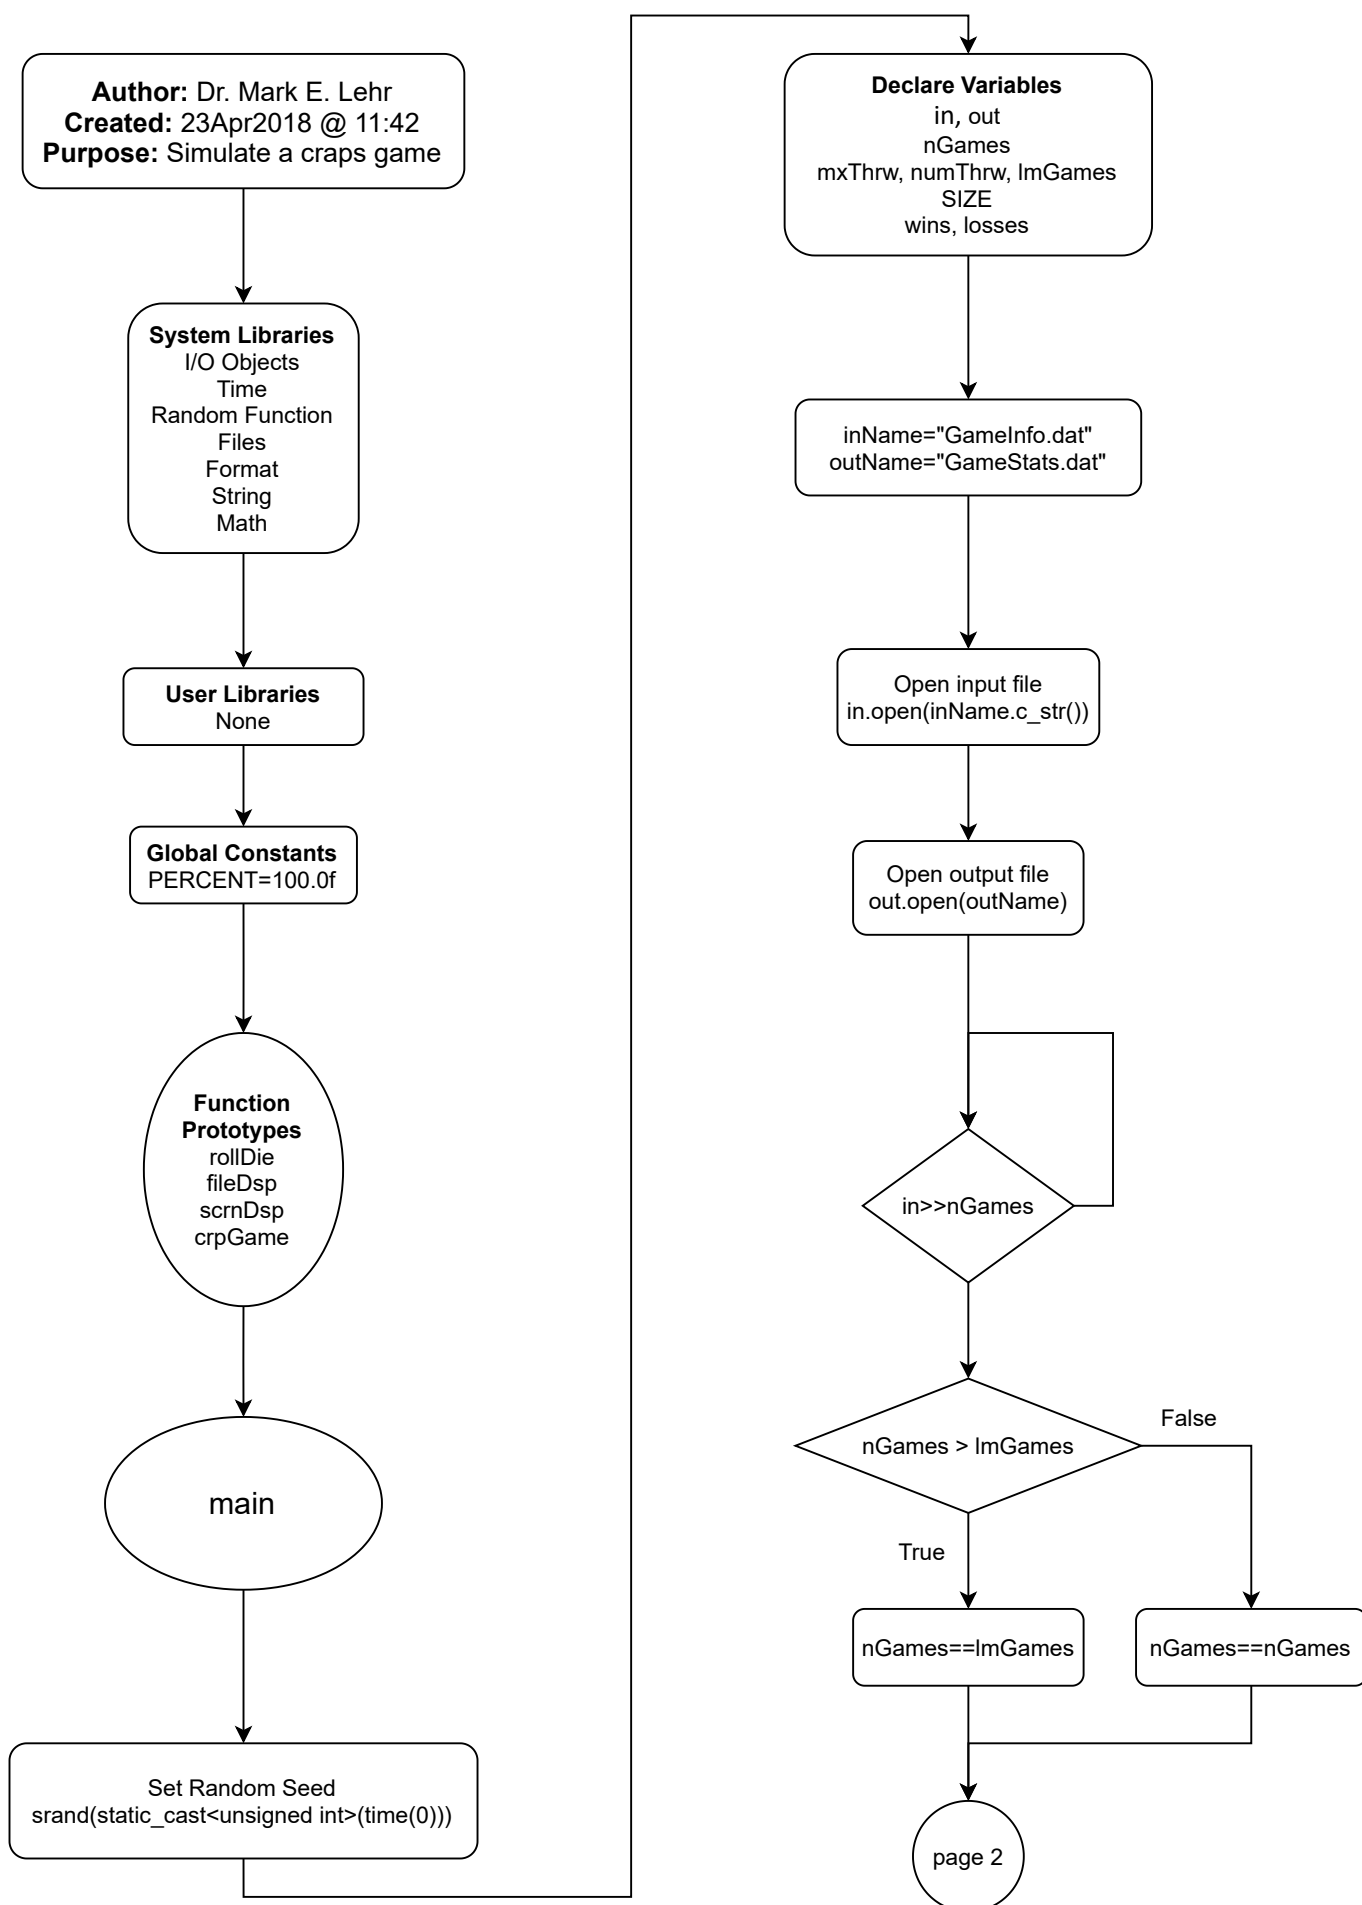 Author: Dr. Mark E. Lehr
Created: 23Apr2018 @ 11:42
Purpose: Simulate a craps game
System Libraries
I/O Objects
Time
Random Function
Files
Format
String
Math
User Libraries
None
Global Constants
PERCENT=100.0f
Function
Prototypes
rollDie
fileDsp
scrnDsp
crpGame
main
Set Random Seed
srand(static_cast<unsigned int>(time(0)))
Declare Variables
in, out
nGames
mxThrw, numThrw, lmGames
SIZE
wins, losses
inName="GameInfo.dat"
outName="GameStats.dat"
Open input file
in.open(inName.c_str())
Open output file
out.open(outName)
in>>nGames
nGames > lmGames
False
True
nGames==lmGames
nGames==nGames
page 2